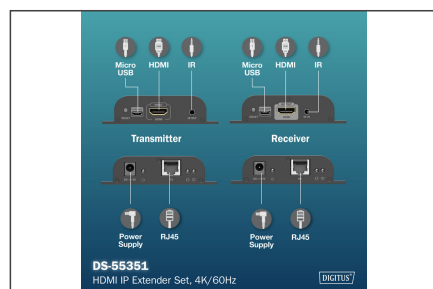 Micro USB HDMI IR
Micro USB HDMI IR
Transmitter
Receiver
Power Supply RJ45
Power Supply RJ45
DS-55351
HDMI IP Extender Set, 4K/60Hz
DIGITUS